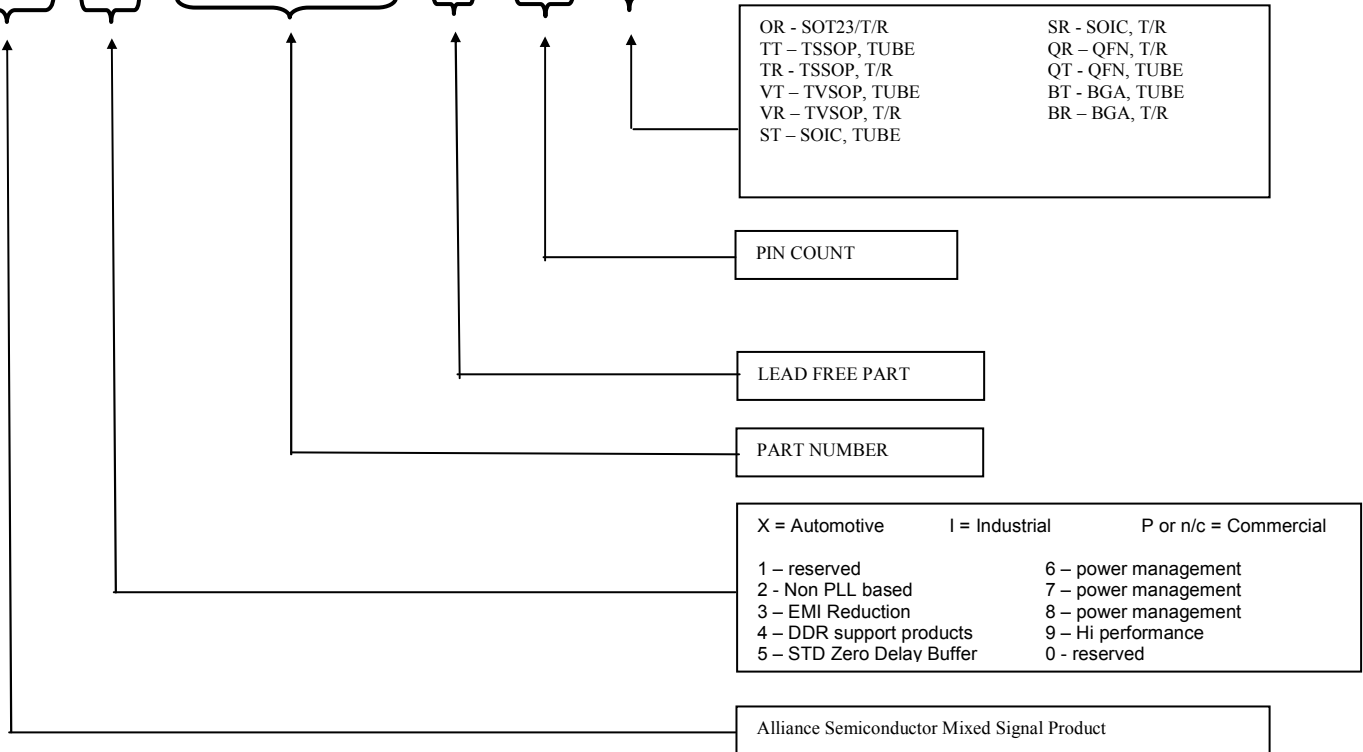 OR - SOT23/T/R
TT – TSSOP, TUBE
TR - TSSOP, T/R
VT – TVSOP, TUBE
VR – TVSOP, T/R
ST – SOIC, TUBE
SR - SOIC, T/R
QR – QFN, T/R
QT - QFN, TUBE
BT - BGA, TUBE
BR – BGA, T/R
PIN COUNT
LEAD FREE PART
PART NUMBER
X = Automotive I = Industrial P or n/c = Commercial
1 – reserved
2 - Non PLL based
3 – EMI Reduction
4 – DDR support products
5 – STD Zero Delay Buffer
6 – power management
7 – power management
8 – power management
9 – Hi performance
0 - reserved
Alliance Semiconductor Mixed Signal Product